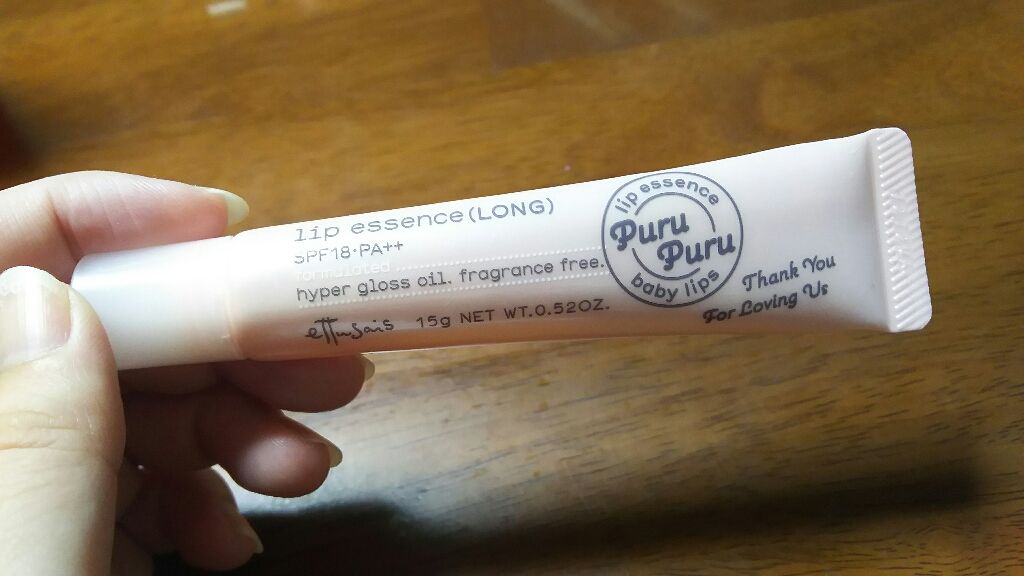 lip essence(LONG)
SPF18·PA++
formulated
hyper gloss oil. fragrance free.
ettusais 15g NET WT.0.52OZ.
lip essence
Puru
Puru
baby lips
Thank You
For Loving Us